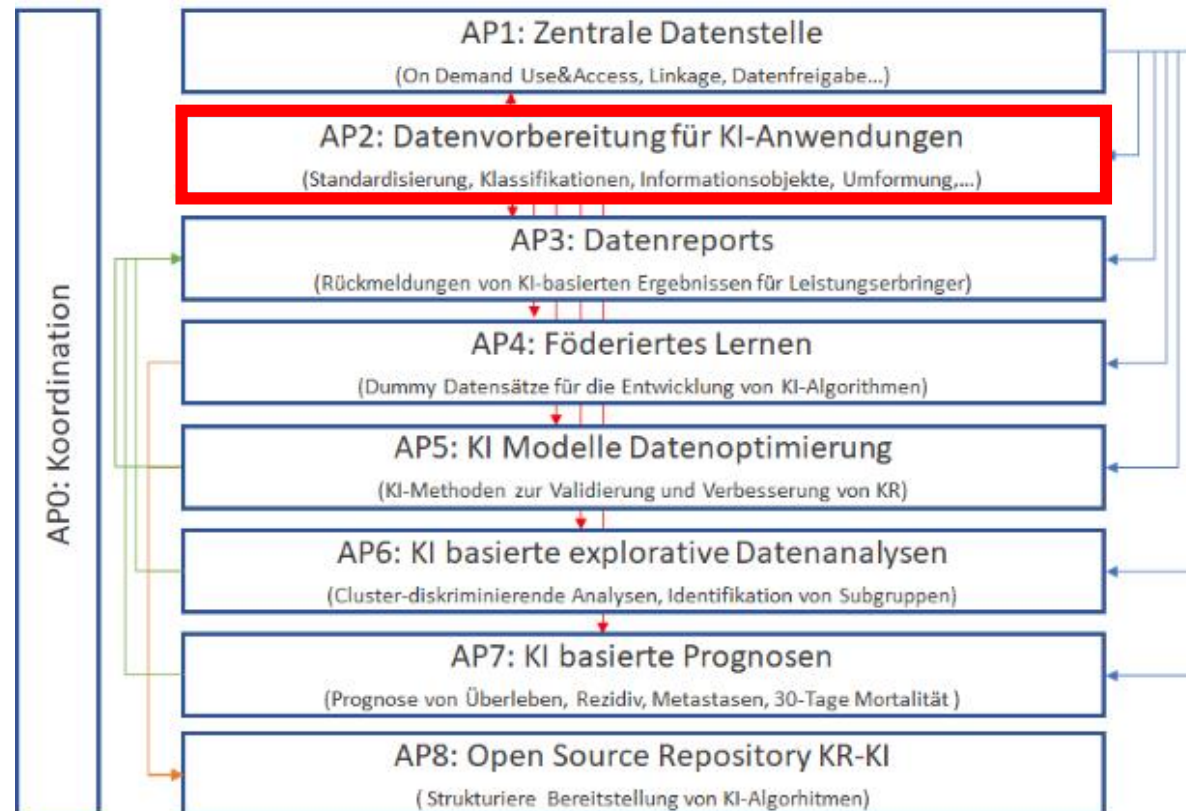 AP0: Koordination
AP1: Zentrale Datenstelle
(On Demand Use&Access, Linkage, Datenfreigabe...)
AP2: Datenvorbereitung für KI-Anwendungen
(Standardisierung, Klassifikationen, Informationsobjekte, Umformung,...)
AP3: Datenreports
(Rückmeldungen von KI-basierten Ergebnissen für Leistungserbringer)
AP4: Föderiertes Lernen
(Dummy Datensätze für die Entwicklung von KI-Algorithmen)
AP5: KI Modelle Datenoptimierung
(KI-Methoden zur Validierung und Verbesserung von KR)
AP6: KI basierte explorative Datenanalysen
(Cluster-diskriminierende Analysen, Identifikation von Subgruppen)
AP7: KI basierte Prognosen
(Prognose von Überleben, Rezidiv, Metastasen, 30-Tage Mortalität )
AP8: Open Source Repository KR-KI
( Strukturiere Bereitstellung von KI-Algorhitmen)